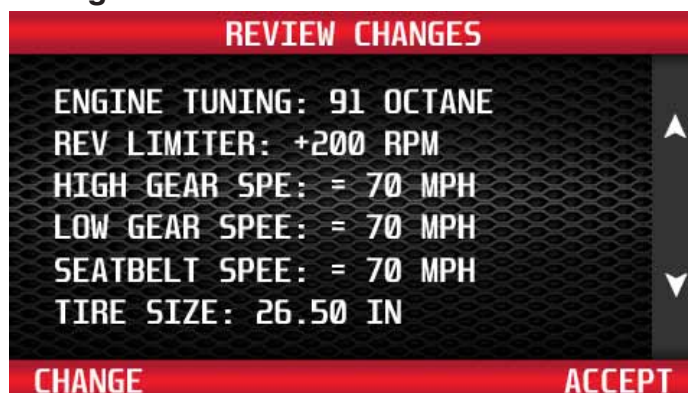 REVIEW CHANGES
ENGINE TUNING: 91 OCTANE
REV LIMITER: +200 RPM
HIGH GEAR SPE: = 70 MPH
LOW GEAR SPEE: = 70 MPH
SEATBELT SPEE: = 70 MPH
TIRE SIZE: 26.50 IN
CHANGE ACCEPT